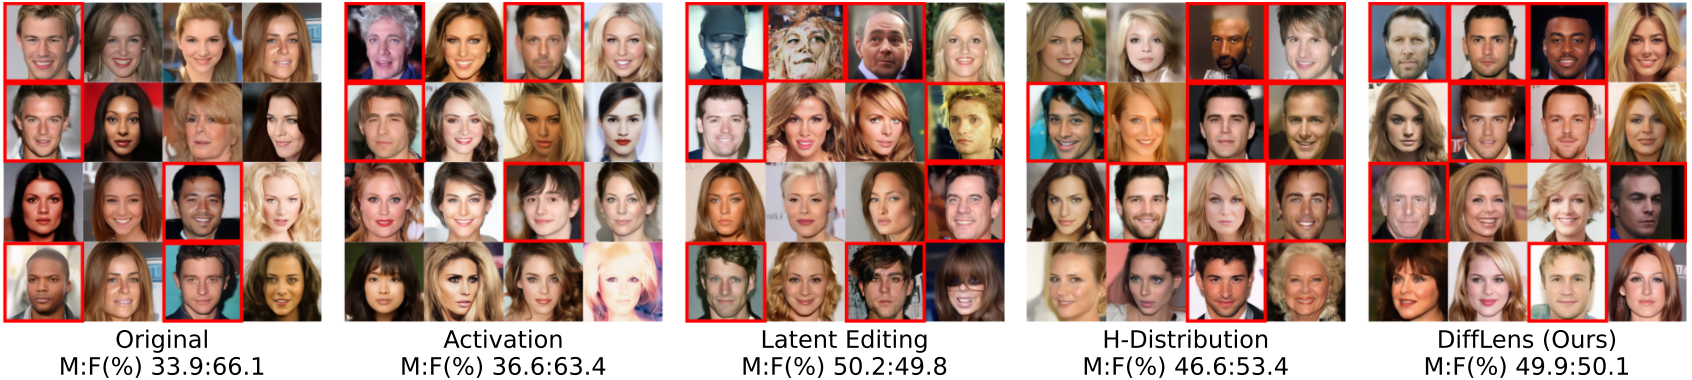 Original
M:F(%) 33.9:66.1
Activation
M:F(%) 36.6:63.4
Latent Editing
M:F(%) 50.2:49.8
H-Distribution
M:F(%) 46.6:53.4
DiffLens (Ours)
M:F(%) 49.9:50.1